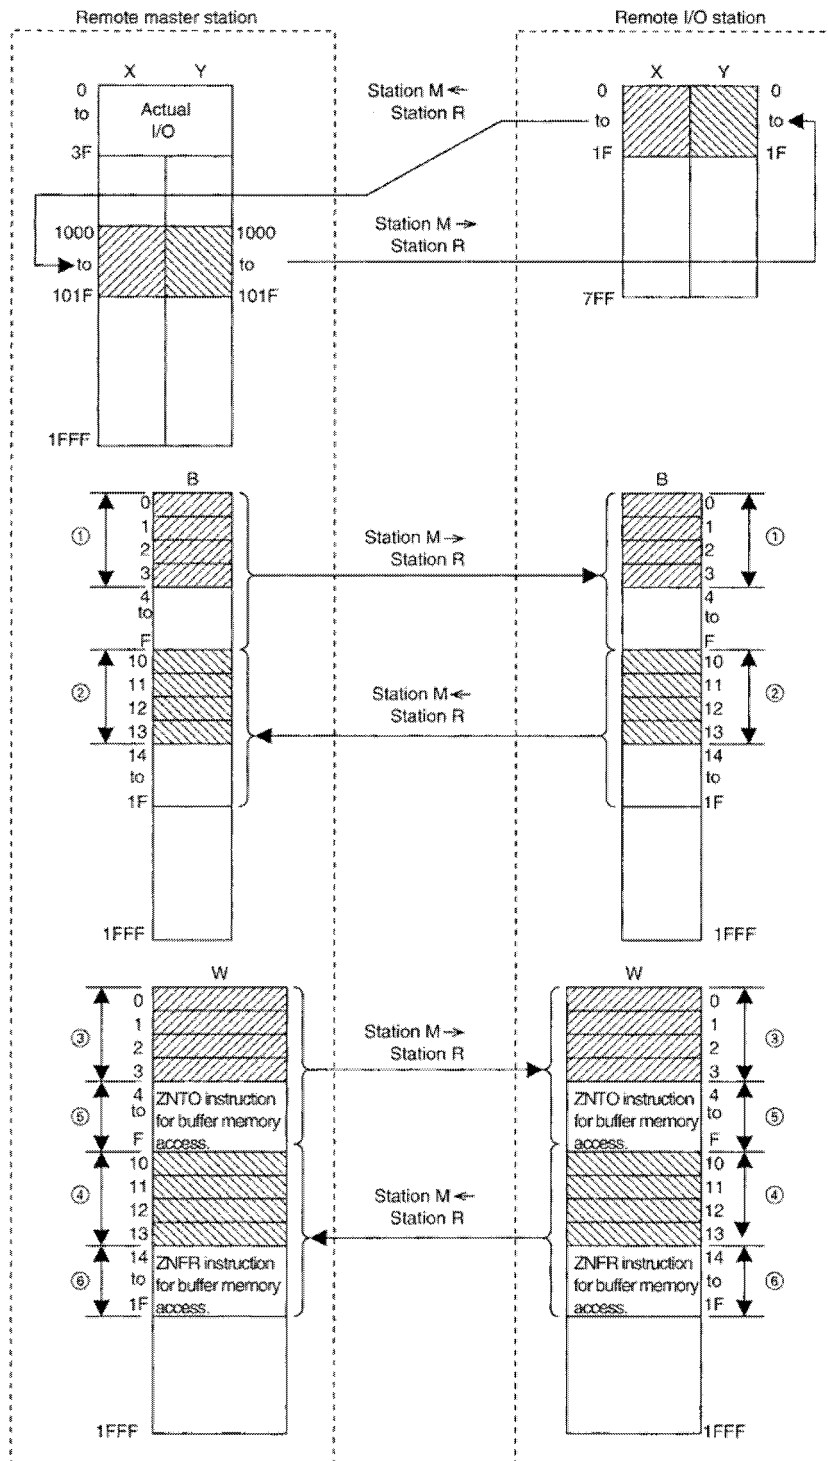 Remote master station
Remote I/O station
X Y
0
to
3F
Actual
I/O
Station M ←
Station R
X Y
0
to
1F
0
to
1F
1000
to
101F
1000
to
101F
Station M →
Station R
7FF
1FFF
B
①
0
1
2
3
4
to
F
②
10
11
12
13
14
to
1F
1FFF
Station M →
Station R
Station M ←
Station R
B
0
1
2
3
①
4
to
F
10
11
12
13
②
14
to
1F
1FFF
W
③
0
1
2
3
⑤
4
to
F
ZNTO instruction
for buffer memory
access.
④
10
11
12
13
⑥
14
to
1F
ZNFR instruction
for buffer memory
access.
1FFF
Station M →
Station R
Station M ←
Station R
W
0
1
2
3
③
ZNTO instruction
for buffer memory
access.
4
to
F
⑤
10
11
12
13
④
ZNFR instruction
for buffer memory
access.
14
to
1F
⑥
1FFF